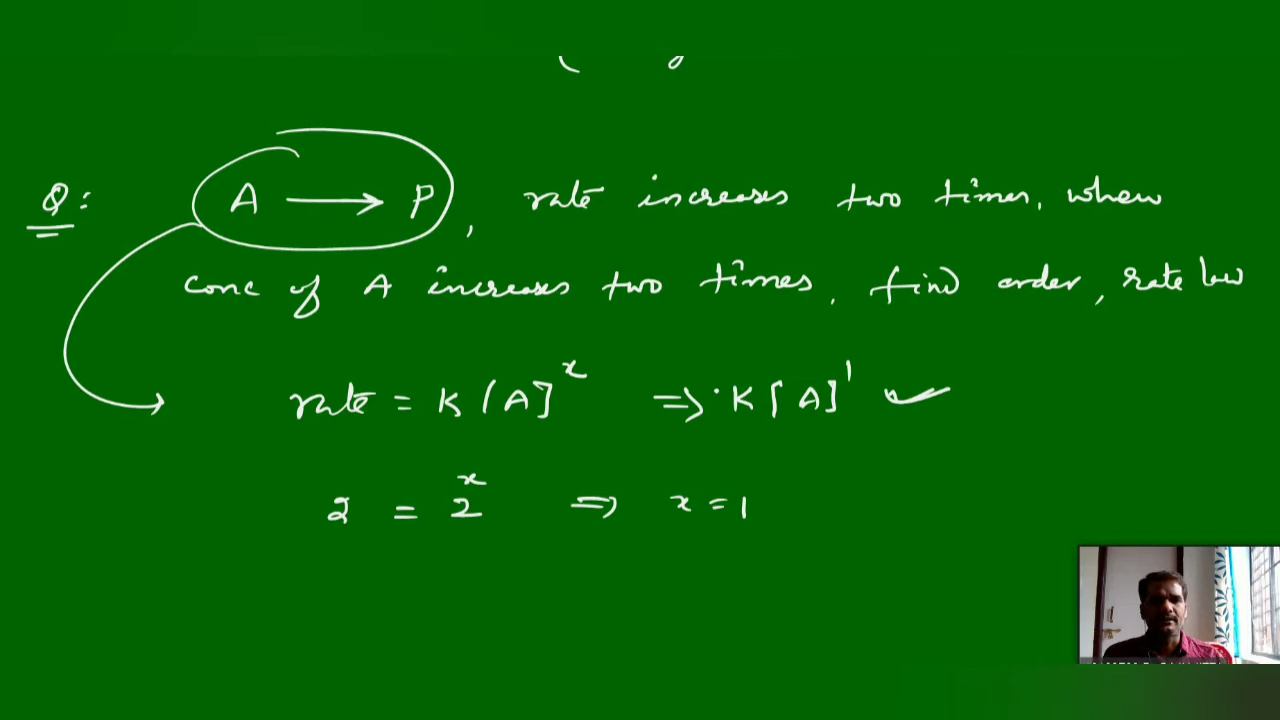 Q: A ⟶ P, rate increases two times, when
conc of A increases two times, find order, rate law
rate = K[A]^x ⇒ K[A]^1 ✓
2 = 2^x ⇒ x = 1